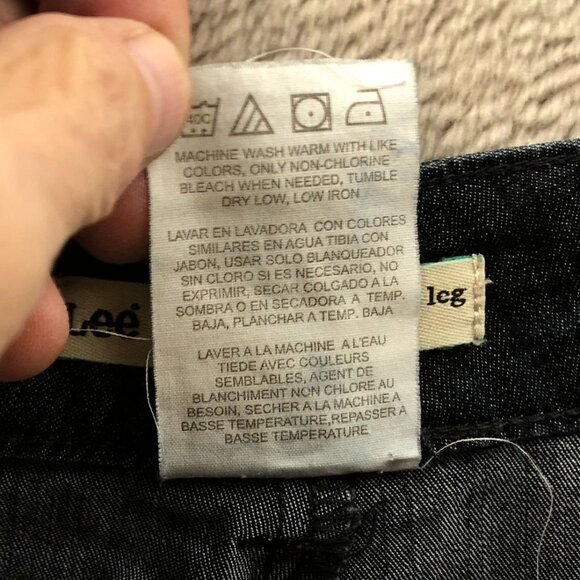 40C
MACHINE WASH WARM WITH LIKE
COLORS, ONLY NON-CHLORINE
BLEACH WHEN NEEDED, TUMBLE
DRY LOW, LOW IRON
LAVAR EN LAVADORA CON COLORES
SIMILARES EN AGUA TIBIA CON
JABON, USAR SOLO BLANQUEADOR
SIN CLORO SI ES NECESARIO, NO
EXPRIMIR, SECAR COLGADO A LA
SOMBRA O EN SECADORA A TEMP.
BAJA, PLANCHAR A TEMP. BAJA
LAVER A LA MACHINE A L'EAU
TIEDE AVEC COULEURS
SEMBLABLES, AGENT DE
BLANCHIMENT NON CHLORE AU
BESOIN, SECHER A LA MACHINE A
BASSE TEMPERATURE,REPASSER A
BASSE TEMPERATURE
Lee
leg